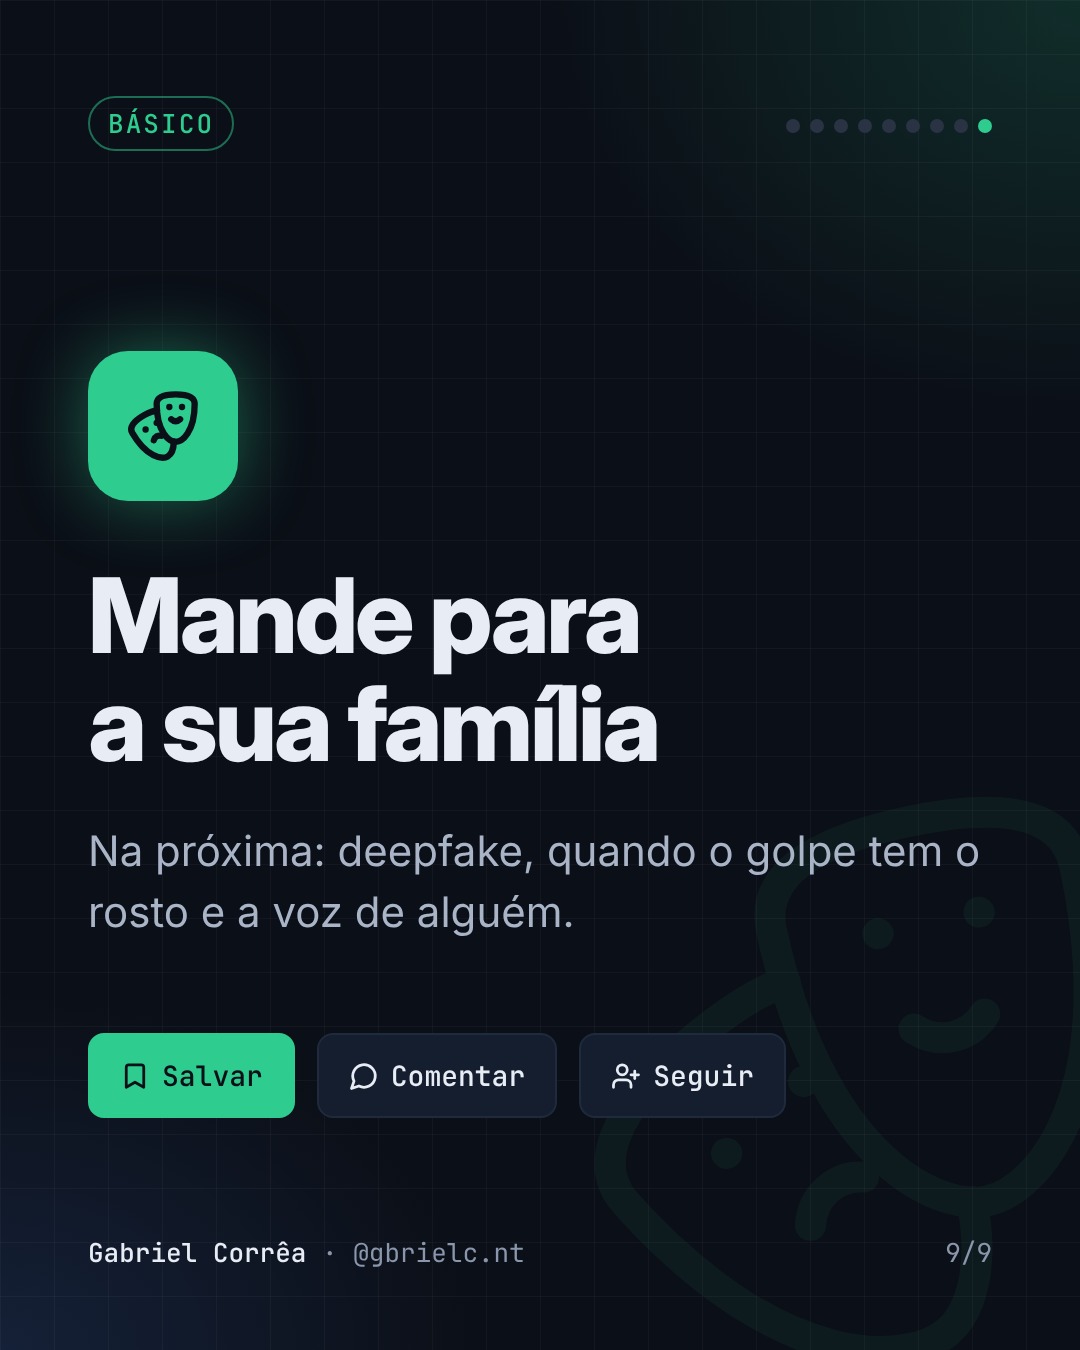 BÁSICO
Mande para
a sua família
Na próxima: deepfake, quando o golpe tem o
rosto e a voz de alguém.
Salvar
Comentar
Seguir
Gabriel Corrêa · @gbrielc.nt
9/9